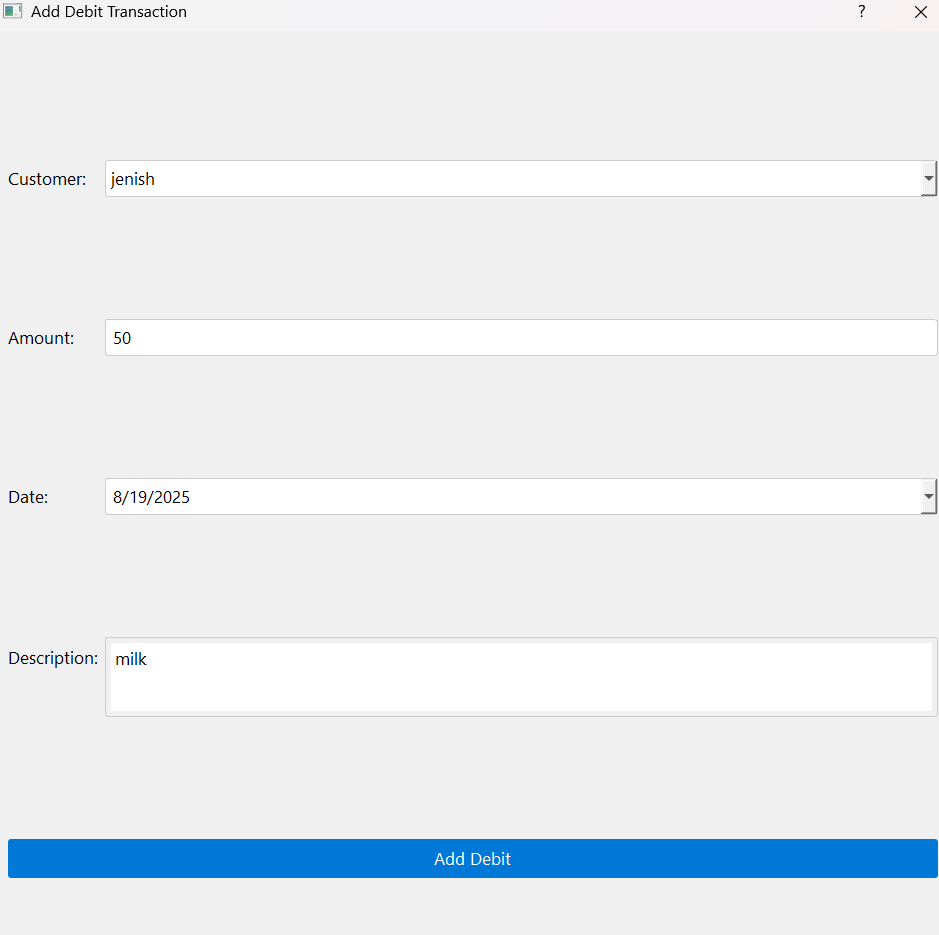 Add Debit Transaction ?
Customer: jenish
Amount: 50
Date: 8/19/2025
Description: milk
Add Debit